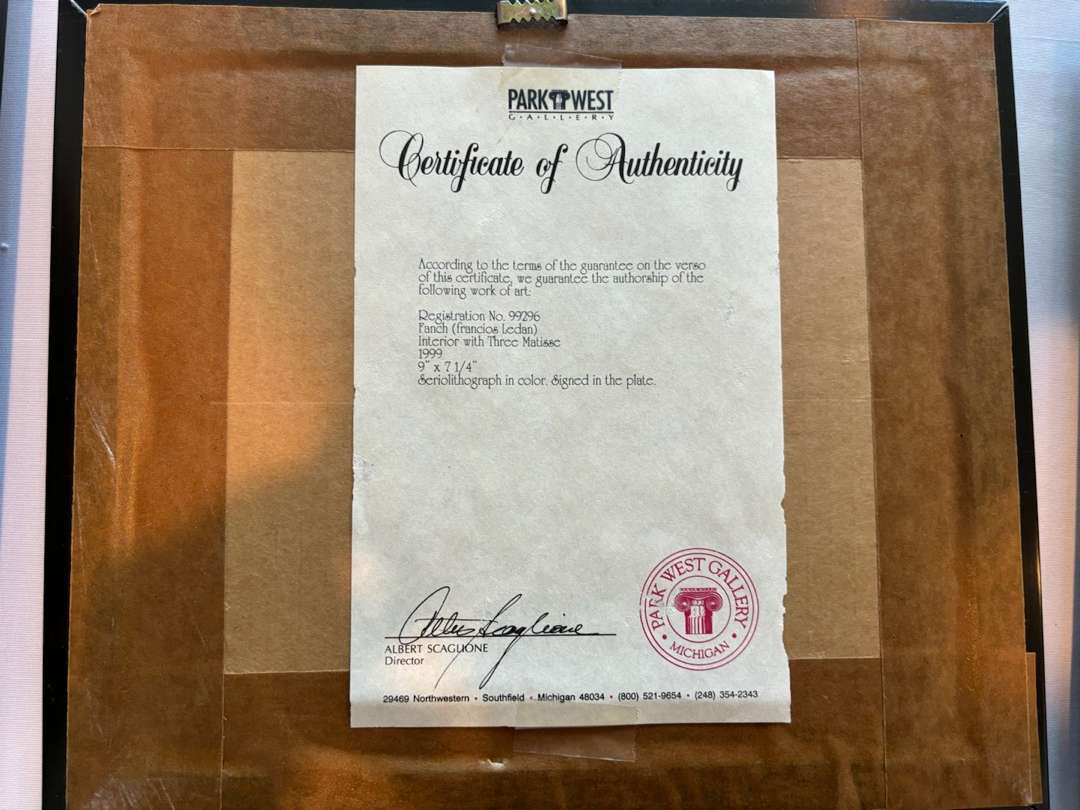 PARK WEST
G·A·L·L·E·R·Y
Certificate of Authenticity
According to the terms of the guarantee on the verso
of this certificate, we guarantee the authorship of the
following work of art:
Registration No. 99296
Fanch (francios Ledan)
Interior with Three Matisse
1999
9" x 7 1/4"
Seriolithograph in color. Signed in the plate.
Albert Scaglione
ALBERT SCAGLIONE
Director
PARK WEST GALLERY
• MICHIGAN •
29469 Northwestern • Southfield • Michigan 48034 • (800) 521-9654 • (248) 354-2343